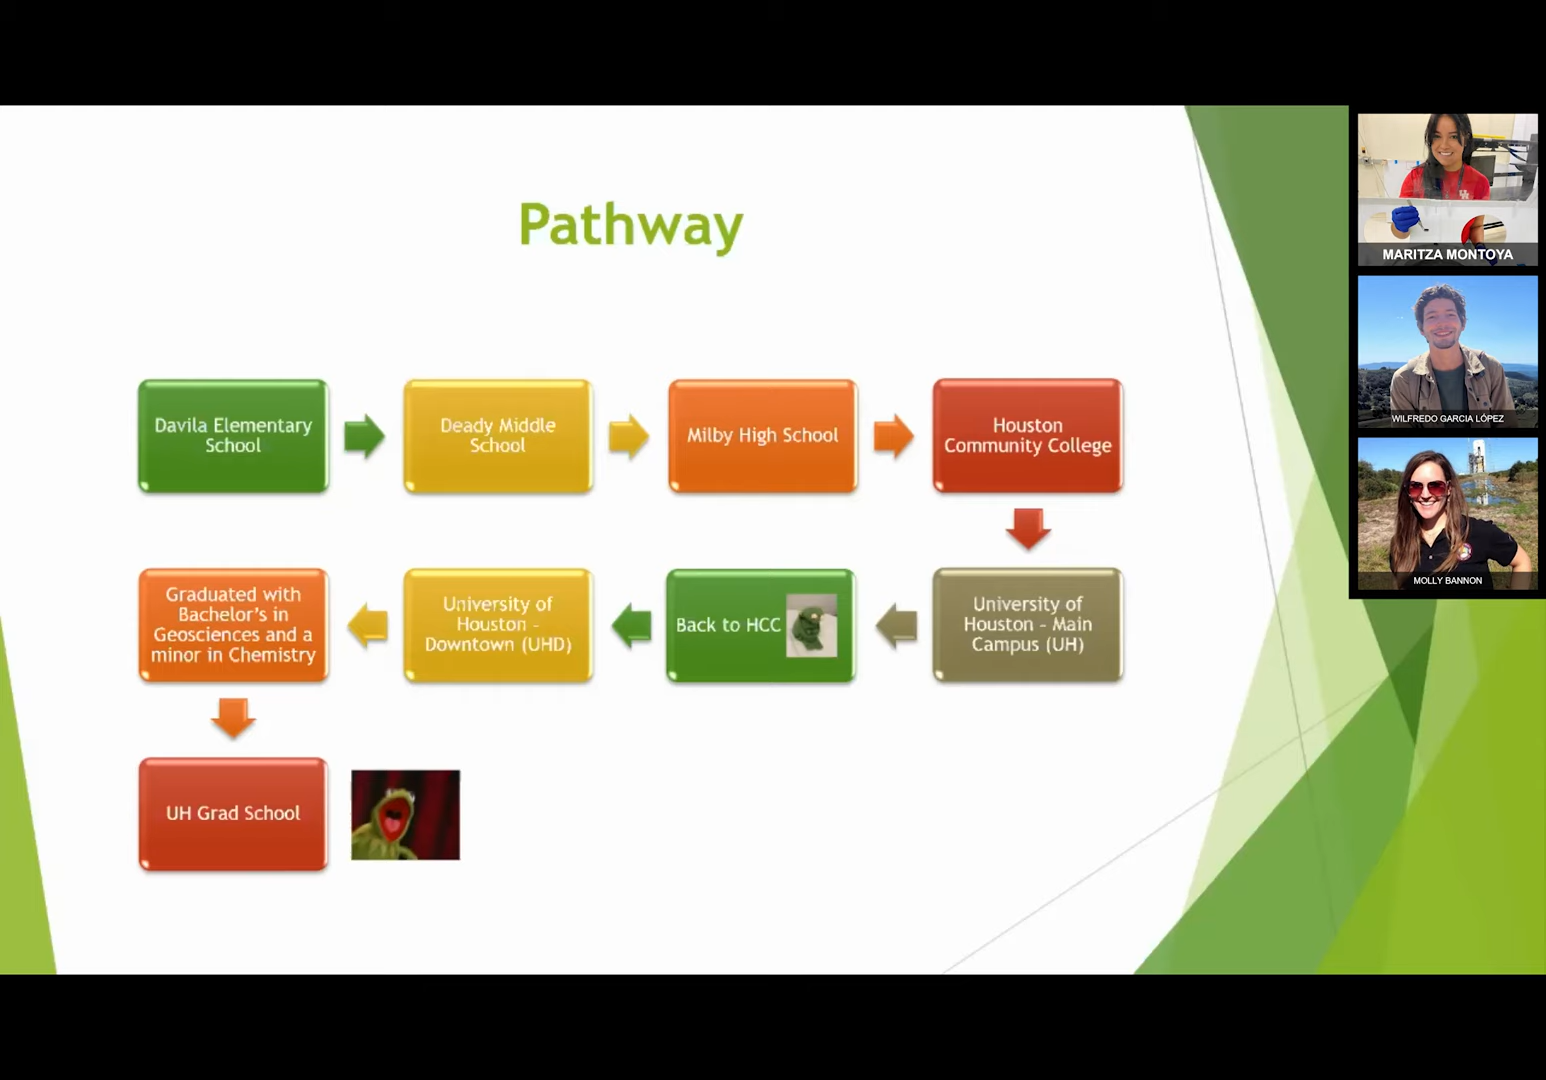 Pathway
Davila Elementary
School
Deady Middle
School
Milby High School
Houston
Community College
University of
Houston - Main
Campus (UH)
Back to HCC
University of
Houston -
Downtown (UHD)
Graduated with
Bachelor's in
Geosciences and a
minor in Chemistry
UH Grad School
MARITZA MONTOYA
WILFREDO GARCIA LÓPEZ
MOLLY BANNON